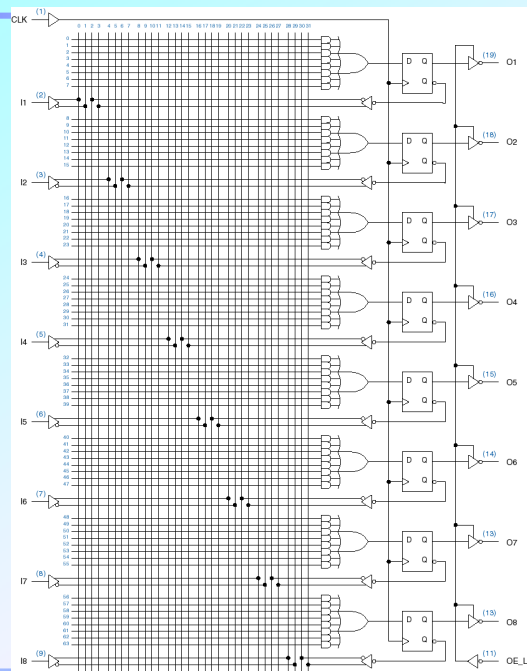 CLK (1) 0 1 2 3 4 5 6 7 8 9 10 11 12 13 14 15 16 17 18 19 20 21 22 23 24 25 26 27 28 29 30 31
0
1
2
3
4
5
6
7
D Q
Q
(19) O1
I1 (2)
8
9
10
11
12
13
14
15
D Q
Q
(18) O2
I2 (3)
16
17
18
19
20
21
22
23
D Q
Q
(17) O3
I3 (4)
24
25
26
27
28
29
30
31
D Q
Q
(16) O4
I4 (5)
32
33
34
35
36
37
38
39
D Q
Q
(15) O5
I5 (6)
40
41
42
43
44
45
46
47
D Q
Q
(14) O6
I6 (7)
48
49
50
51
52
53
54
55
D Q
Q
(13) O7
I7 (8)
56
57
58
59
60
61
62
63
D Q
Q
(13) O8
I8 (9)
(11) OE_L